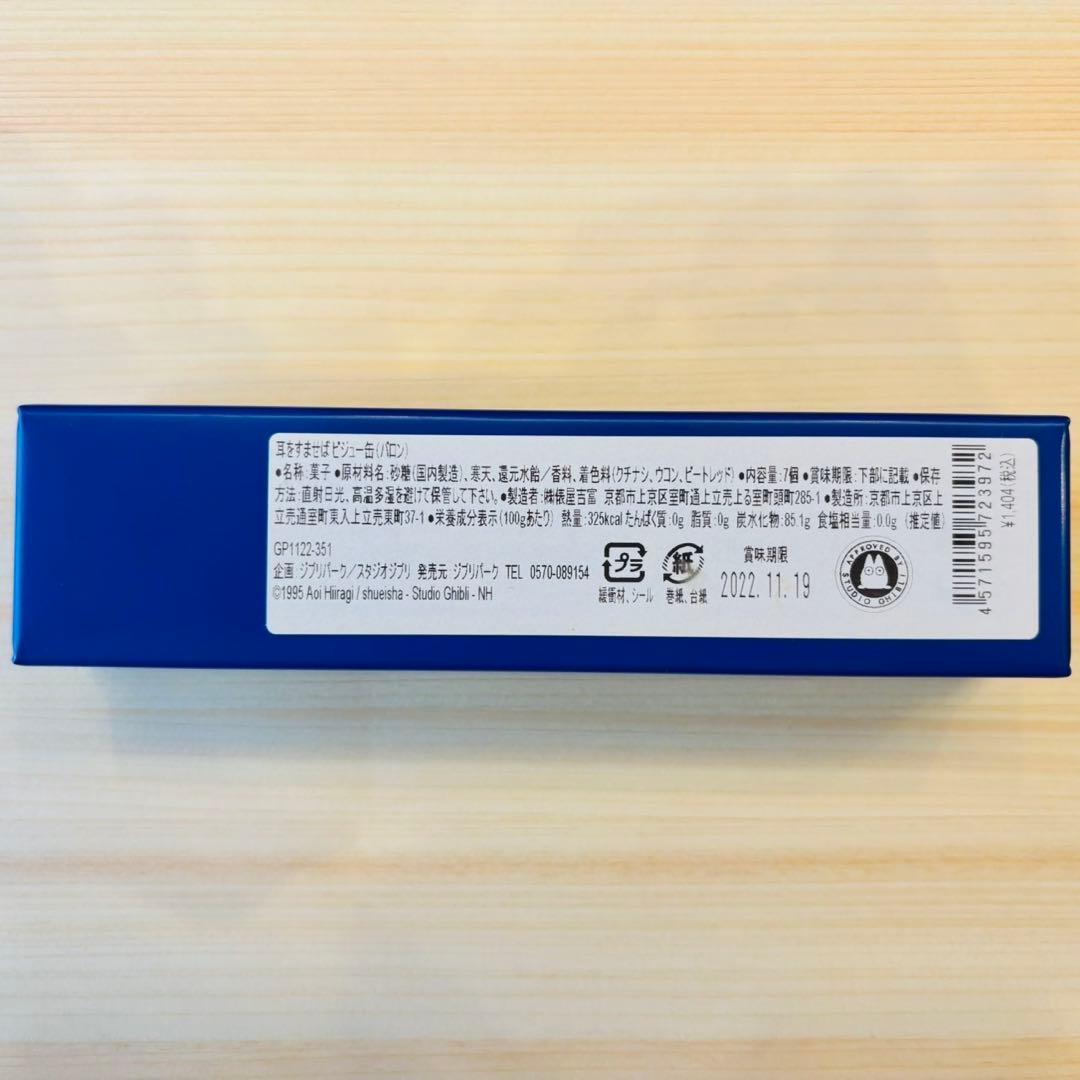 耳をすませば ビジュー缶(バロン)
●名称:菓子 ●原材料名:砂糖(国内製造)、寒天、還元水飴/香料、着色料(クチナシ、ウコン、ビートレッド) ●内容量:7個 ●賞味期限:下部に記載 ●保存
方法:直射日光、高温多湿を避けて保管して下さい。●製造者:㈱俵屋吉富 京都市上京区室町通上立売上る室町頭町285-1 ●製造所:京都市上京区上
立売通室町東入上立売東町37-1 ●栄養成分表示(100gあたり) 熱量:325kcal たんぱく質:0g 脂質:0g 炭水化物:85.1g 食塩相当量:0.0g (推定値)
GP1122-351
企画 ジブリパーク/スタジオジブリ 発売元 ジブリパーク TEL 0570-089154
©1995 Aoi Hiiragi / shueisha - Studio Ghibli - NH
プラ
緩衝材、シール
紙
巻紙、台紙
賞味期限
2022.11.19
APPROVED BY STUDIO GHIBLI
4571595723972
¥1,404(税込)